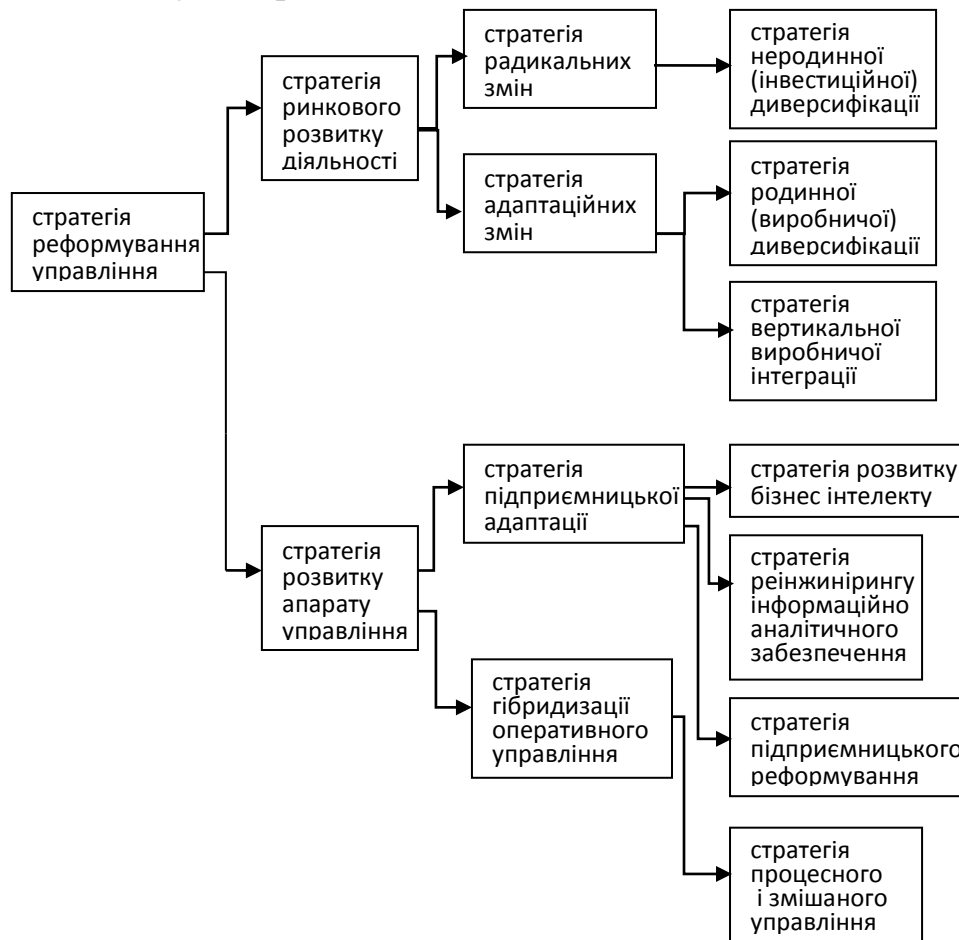 стратегія
радикальних
змін
стратегія
неродинної
(інвестиційної)
диверсифікації
стратегія
ринкового
розвитку
діяльності
стратегія
адаптаційних
змін
стратегія
родинної
(виробничої)
диверсифікації
стратегія
реформування
управління
стратегія
вертикальної
виробничої
інтеграції
стратегія
підприємницької
адаптації
стратегія розвитку
бізнес інтелекту
стратегія
розвитку
апарату
управління
стратегія
реінжинірингу
інформаційно
аналітичного
забезпечення
стратегія
гібридизації
оперативного
управління
стратегія
підприємницького
реформування
стратегія
процесного
і змішаного
управління